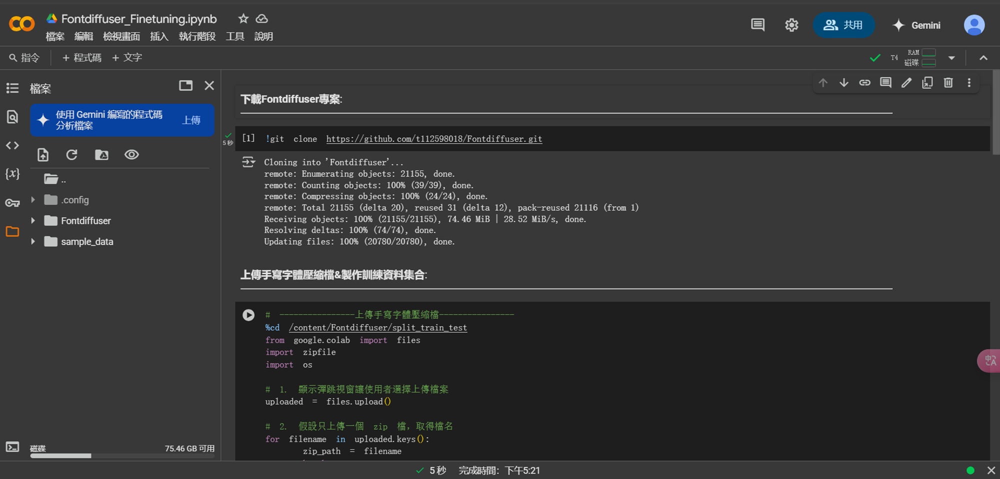 Fontdiffuser_Finetuning.ipynb
檔案 編輯 檢視畫面 插入 執行階段 工具 說明
共用
Gemini
指令 + 程式碼 + 文字
T4
RAM
磁碟
檔案
使用 Gemini 編寫的程式碼
分析檔案
上傳
..
.config
Fontdiffuser
sample_data
磁碟
75.46 GB 可用
下載Fontdiffuser專案:
5 秒
[1] !git clone https://github.com/t112598018/Fontdiffuser.git
Cloning into 'Fontdiffuser'...
remote: Enumerating objects: 21155, done.
remote: Counting objects: 100% (39/39), done.
remote: Compressing objects: 100% (24/24), done.
remote: Total 21155 (delta 20), reused 31 (delta 12), pack-reused 21116 (from 1)
Receiving objects: 100% (21155/21155), 74.46 MiB | 28.52 MiB/s, done.
Resolving deltas: 100% (74/74), done.
Updating files: 100% (20780/20780), done.
上傳手寫字體壓縮檔&製作訓練資料集合:
# ----------------上傳手寫字體壓縮檔----------------
%cd /content/Fontdiffuser/split_train_test
from google.colab import files
import zipfile
import os
# 1. 顯示彈跳視窗讓使用者選擇上傳檔案
uploaded = files.upload()
# 2. 假設只上傳一個 zip 檔，取得檔名
for filename in uploaded.keys():
zip_path = filename
5 秒 完成時間：下午5:21